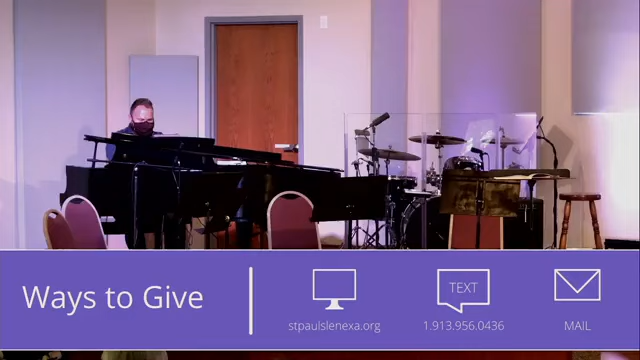 Ways to Give
stpaulslenexa.org
TEXT
1.913.956.0436
MAIL